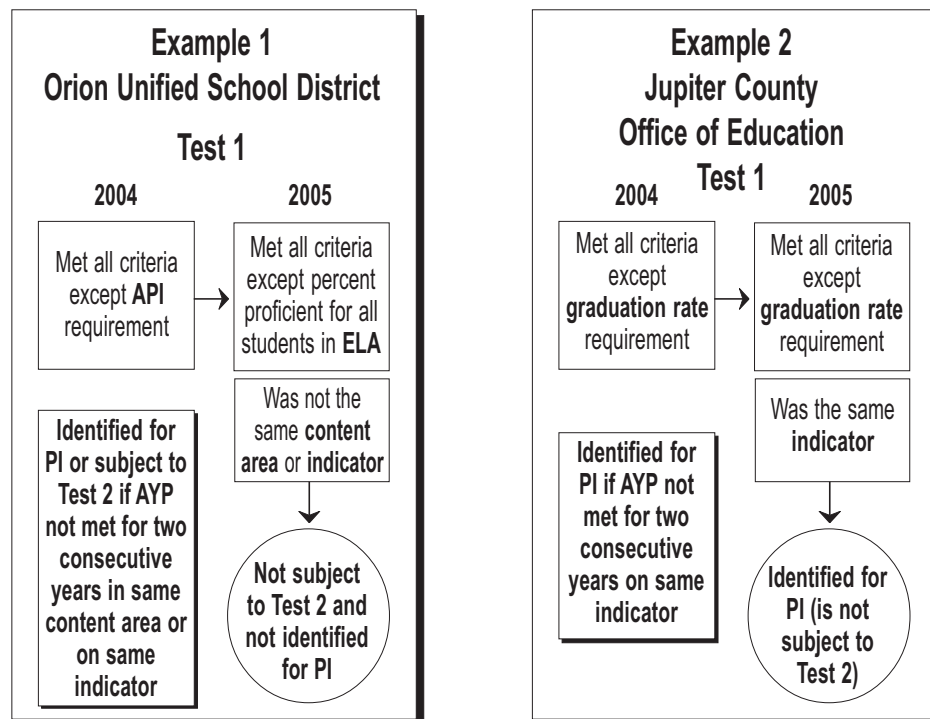 Example 1
Orion Unified School District
Test 1
2004
2005
Met all criteria
except API
requirement
Met all criteria
except percent
proficient for all
students in ELA
Was not the
same content
area or indicator
Identified for
PI or subject to
Test 2 if AYP
not met for two
consecutive
years in same
content area or
on same
indicator
Not subject
to Test 2 and
not identified
for PI
Example 2
Jupiter County
Office of Education
Test 1
2004
2005
Met all criteria
except
graduation rate
requirement
Met all criteria
except
graduation rate
requirement
Was the same
indicator
Identified for
PI if AYP not
met for two
consecutive
years on same
indicator
Identified for
PI (is not
subject to
Test 2)